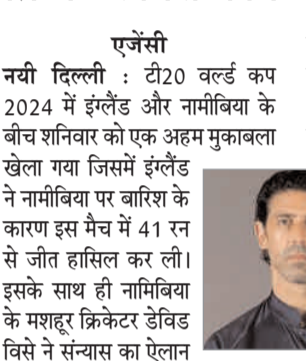 एजेंसी
नयी दिल्ली : टी20 वर्ल्ड कप
2024 में इंग्लैंड और नामीबिया के
बीच शनिवार को एक अहम मुकाबला
खेला गया जिसमें इंग्लैंड
ने नामीबिया पर बारिश के
कारण इस मैच में 41 रन
से जीत हासिल कर ली।
इसके साथ ही नामिबिया
के मशहूर क्रिकेटर डेविड
विसे ने संन्यास का ऐलान